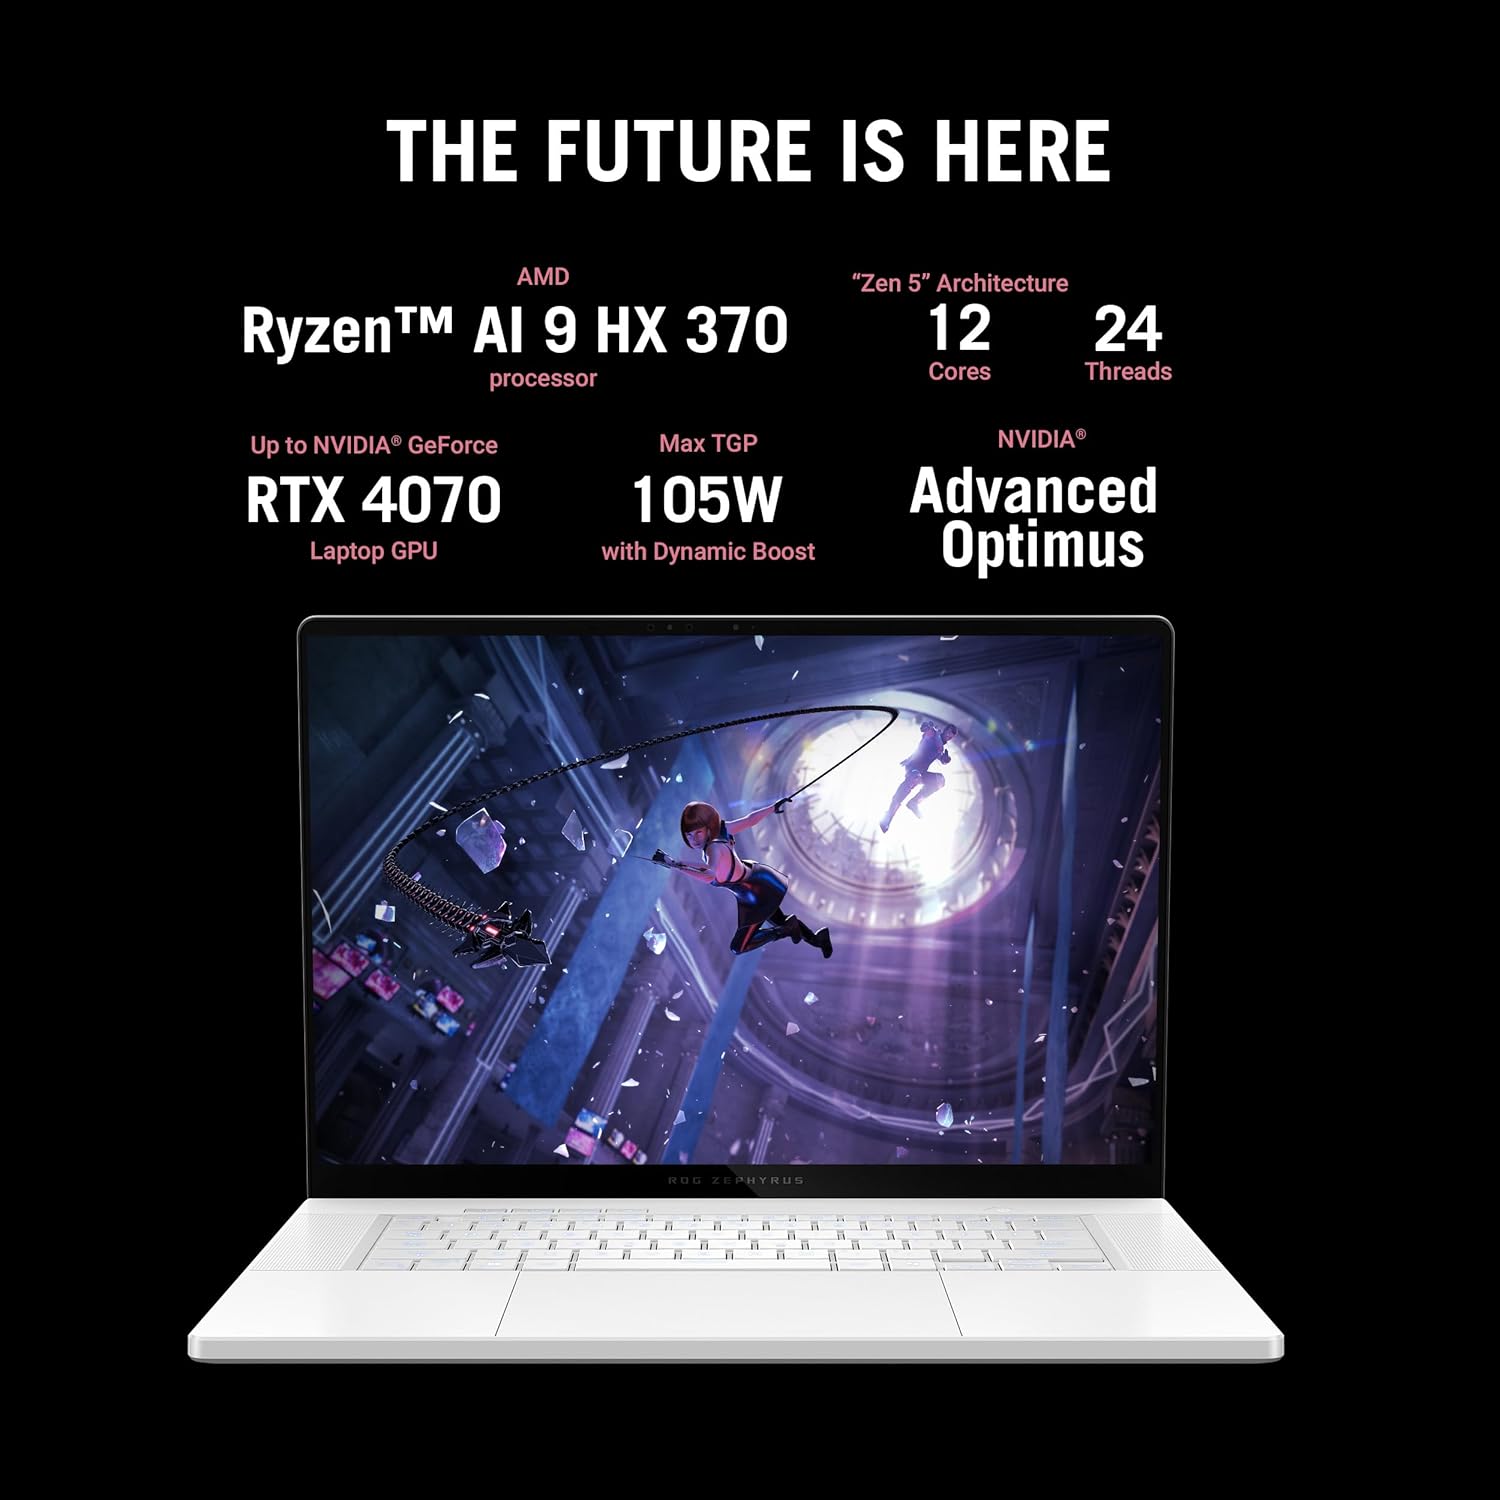 THE FUTURE IS HERE
AMD
Ryzen™ AI 9 HX 370
processor
“Zen 5” Architecture
12 24
Cores Threads
Up to NVIDIA® GeForce
RTX 4070
Laptop GPU
Max TGP
105W
with Dynamic Boost
NVIDIA®
Advanced
Optimus
ROG ZEPHYRUS